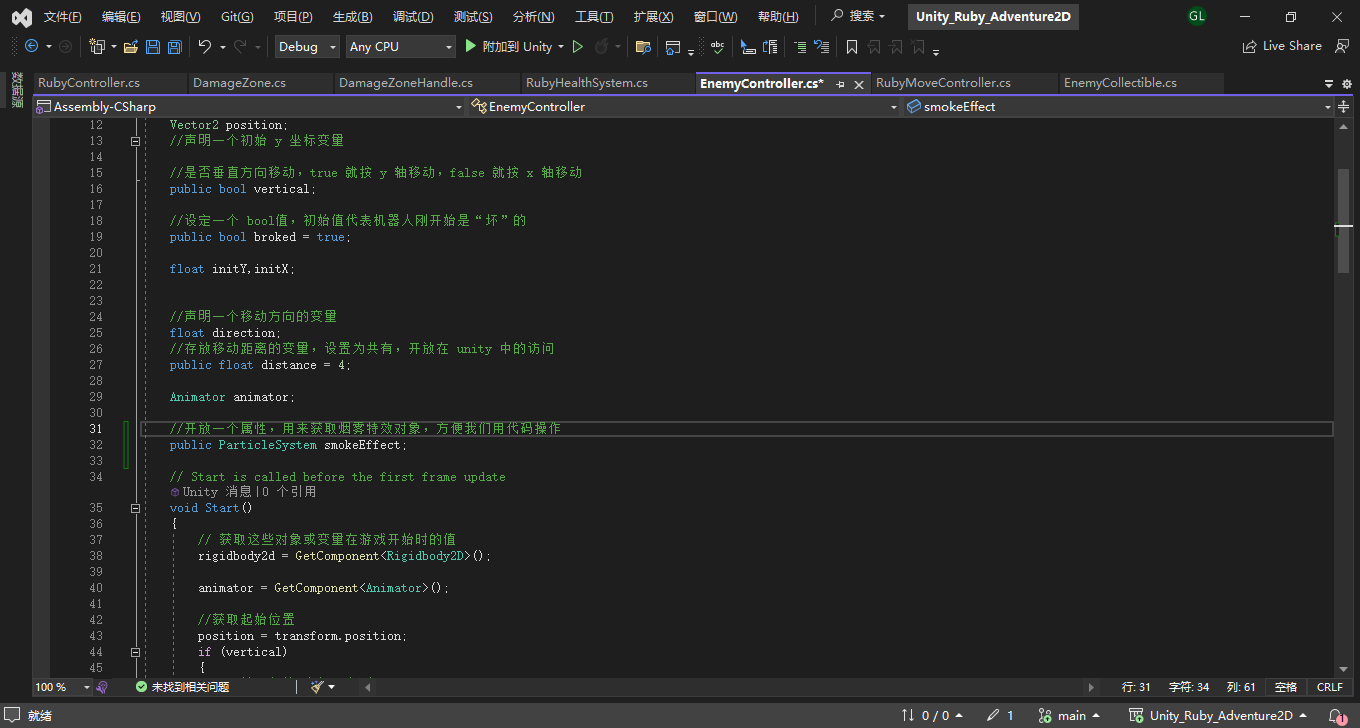 文件(F) 编辑(E) 视图(V) Git(G) 项目(P) 生成(B) 调试(D) 测试(S) 分析(N) 工具(T) 扩展(X) 窗口(W) 帮助(H) 搜索 Unity_Ruby_Adventure2D GL
Debug Any CPU 附加到 Unity Live Share
数据源
RubyController.cs DamageZone.cs DamageZoneHandle.cs RubyHealthSystem.cs EnemyController.cs* RubyMoveController.cs EnemyCollectible.cs
Assembly-CSharp EnemyController smokeEffect
12 Vector2 position;
13 //声明一个初始 y 坐标变量
14
15 //是否垂直方向移动，true 就按 y 轴移动，false 就按 x 轴移动
16 public bool vertical;
17
18 //设定一个 bool值，初始值代表机器人刚开始是“坏”的
19 public bool broked = true;
20
21 float initY,initX;
22
23
24 //声明一个移动方向的变量
25 float direction;
26 //存放移动距离的变量，设置为共有，开放在 unity 中的访问
27 public float distance = 4;
28
29 Animator animator;
30
31 //开放一个属性，用来获取烟雾特效对象，方便我们用代码操作
32 public ParticleSystem smokeEffect;
33
34 // Start is called before the first frame update
Unity 消息|0 个引用
35 void Start()
36 {
37 // 获取这些对象或变量在游戏开始时的值
38 rigidbody2d = GetComponent<Rigidbody2D>();
39
40 animator = GetComponent<Animator>();
41
42 //获取起始位置
43 position = transform.position;
44 if (vertical)
45 {
100 % 未找到相关问题 行: 31 字符: 34 列: 61 空格 CRLF
就绪 0 / 0 1 main Unity_Ruby_Adventure2D 1